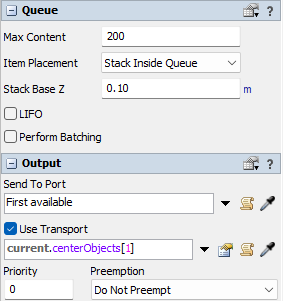 Queue ?
Max Content 200
Item Placement Stack Inside Queue
Stack Base Z 0.10 m
LIFO
Perform Batching
Output ?
Send To Port
First available
Use Transport
current.centerObjects[1]
Priority Preemption
0 Do Not Preempt